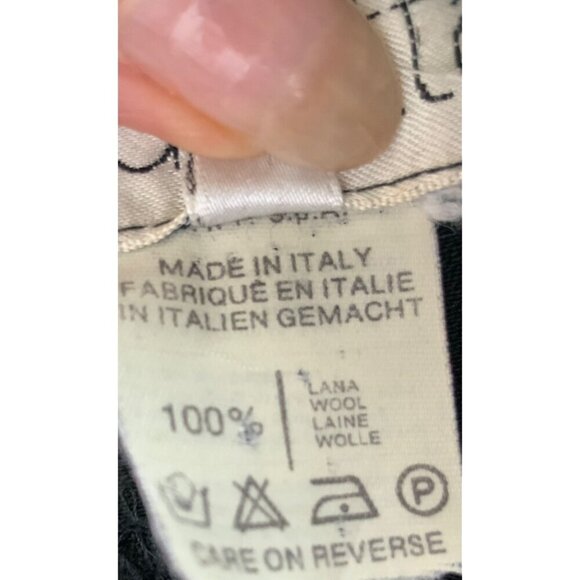 S.p.A.
MADE IN ITALY
FABRIQUÉ EN ITALIE
IN ITALIEN GEMACHT
100%
LANA
WOOL
LAINE
WOLLE
P
CARE ON REVERSE